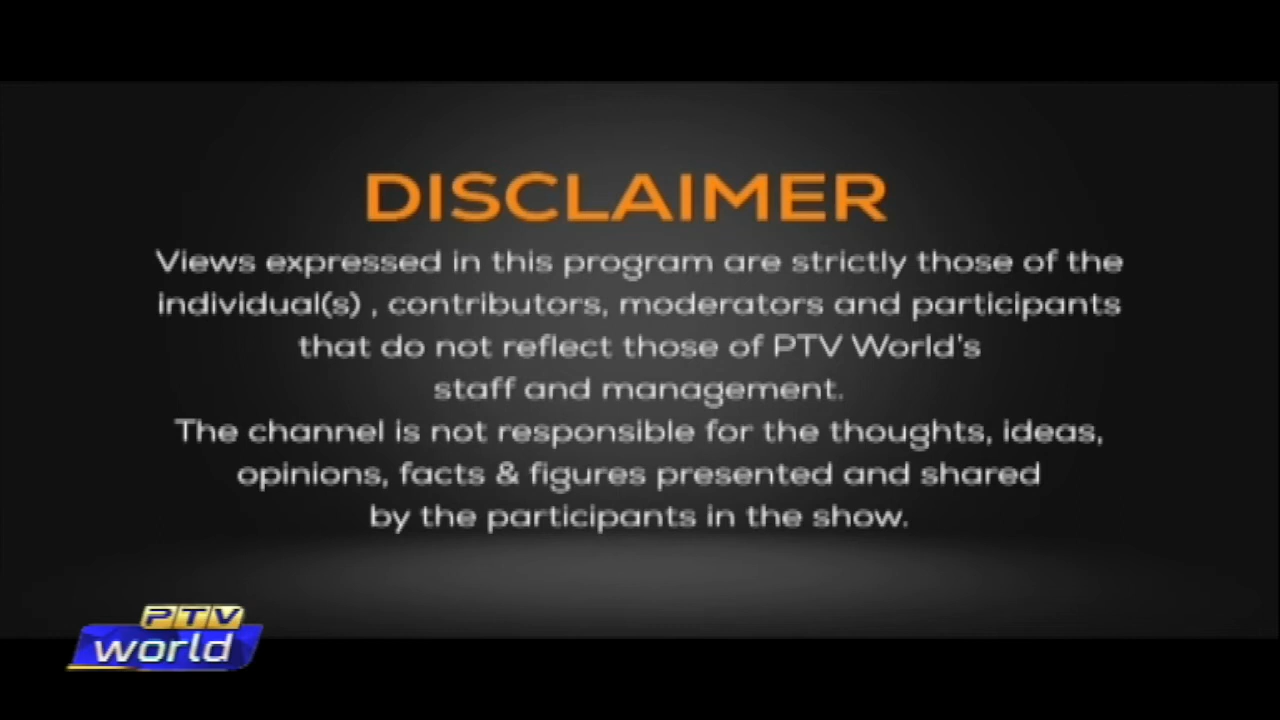 DISCLAIMER
Views expressed in this program are strictly those of the
individual(s) , contributors, moderators and participants
that do not reflect those of PTV World's
staff and management.
The channel is not responsible for the thoughts, ideas,
opinions, facts & figures presented and shared
by the participants in the show.
PTV
world